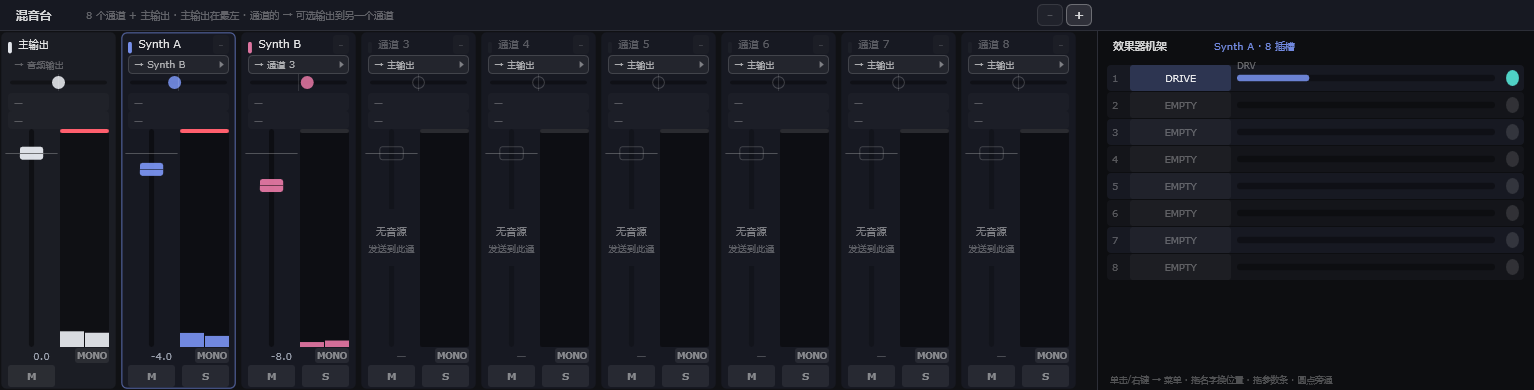 混音台
8 个通道 + 主输出 · 主输出在最左 · 通道的 → 可选输出到另一个通道
- +
主输出
→ 音频输出
—
—
0.0 MONO
M
Synth A -
→ Synth B
—
—
-4.0 MONO
M S
Synth B -
→ 通道 3
—
—
-8.0 MONO
M S
通道 3 -
→ 主输出
—
—
无音源
发送到此通
— MONO
M S
通道 4 -
→ 主输出
—
—
无音源
发送到此通
— MONO
M S
通道 5 -
→ 主输出
—
—
无音源
发送到此通
— MONO
M S
通道 6 -
→ 主输出
—
—
无音源
发送到此通
— MONO
M S
通道 7 -
→ 主输出
—
—
无音源
发送到此通
— MONO
M S
通道 8 -
→ 主输出
—
—
无音源
发送到此通
— MONO
M S
效果器机架 Synth A · 8 插槽
DRV
1 DRIVE
2 EMPTY
3 EMPTY
4 EMPTY
5 EMPTY
6 EMPTY
7 EMPTY
8 EMPTY
单击/右键 → 菜单 · 拖名字换位置 · 拖参数条 · 圆点旁通